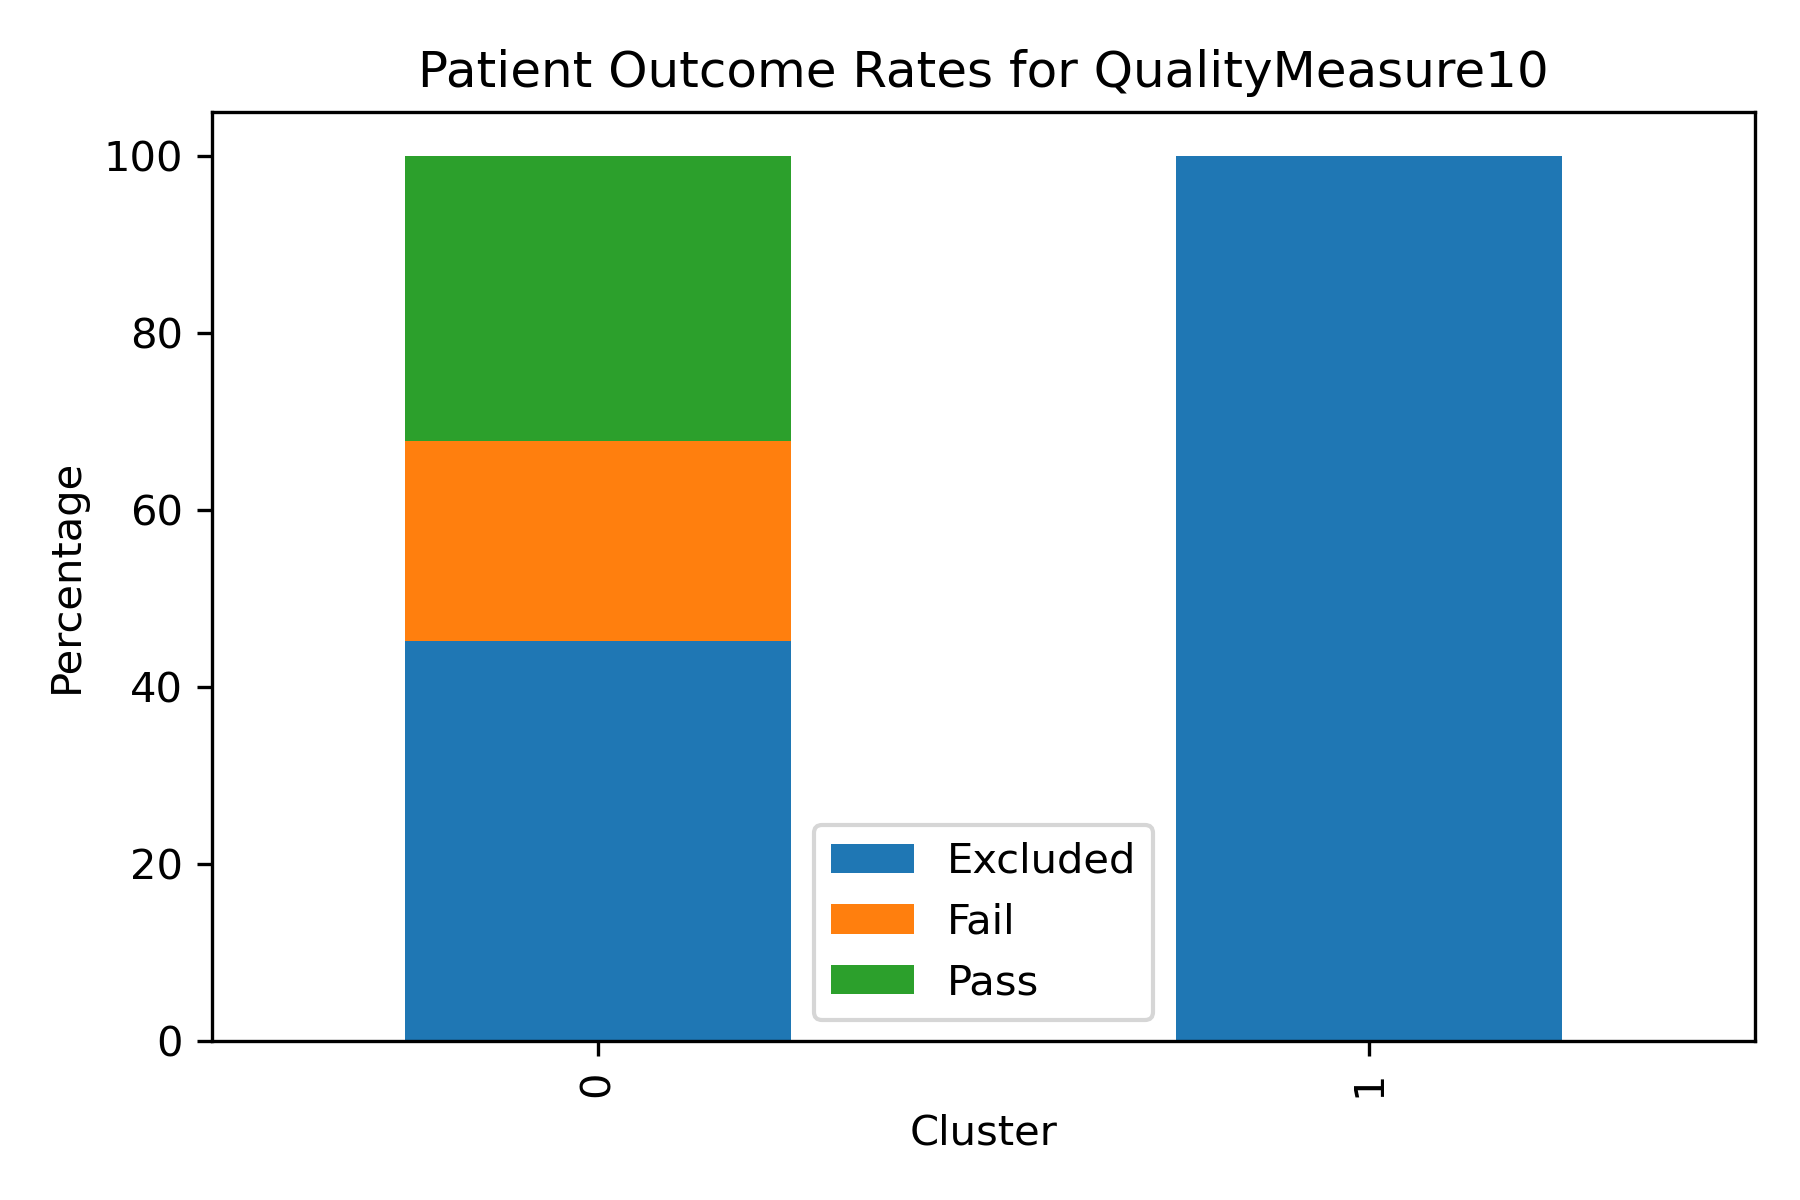 Patient Outcome Rates for QualityMeasure10
100
80
60
40
20
0
Percentage
Excluded
Fail
Pass
0
1
Cluster